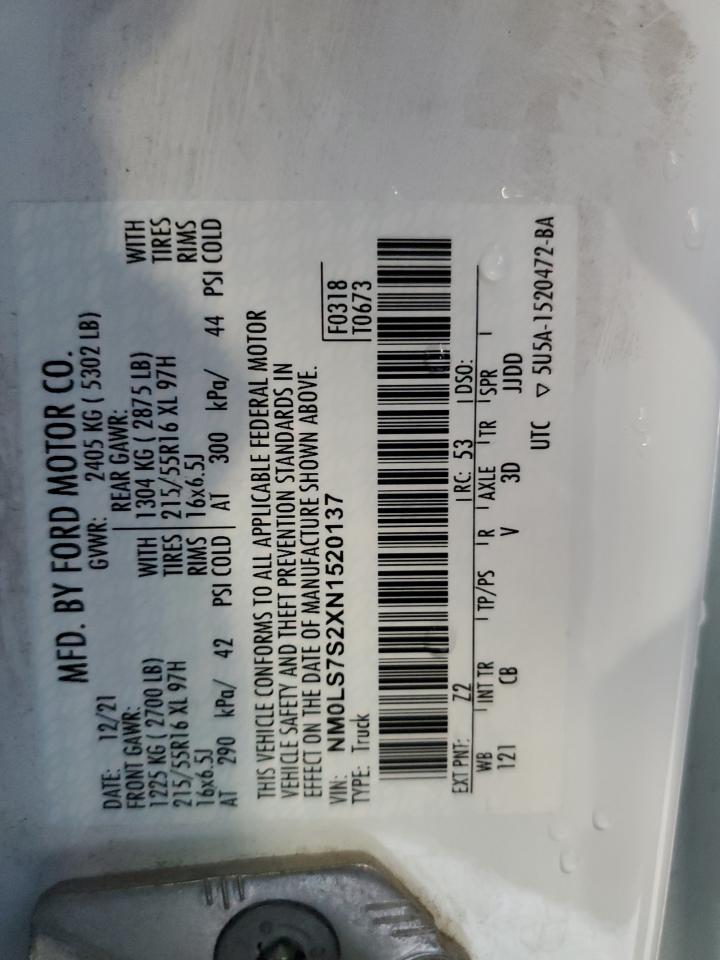 MFD. BY FORD MOTOR CO.
DATE: 12/21 GVWR: 2405 KG ( 5302 LB)
FRONT GAWR: REAR GAWR:
1225 KG ( 2700 LB) WITH 1304 KG ( 2875 LB) WITH
215/55R16 XL 97H TIRES 215/55R16 XL 97H TIRES
16x6.5J RIMS 16x6.5J RIMS
AT 290 kPa/ 42 PSI COLD AT 300 kPa/ 44 PSI COLD
THIS VEHICLE CONFORMS TO ALL APPLICABLE FEDERAL MOTOR
VEHICLE SAFETY AND THEFT PREVENTION STANDARDS IN
EFFECT ON THE DATE OF MANUFACTURE SHOWN ABOVE.
VIN: NM0LS7S2XN1520137 F0318
TYPE: Truck T0673
EXT PNT: Z2 RC: 53 DSO:
WB INT TR TP/PS R AXLE TR SPR
121 CB V 3D JJDD
UTC ▽ 5U5A-1520472-BA